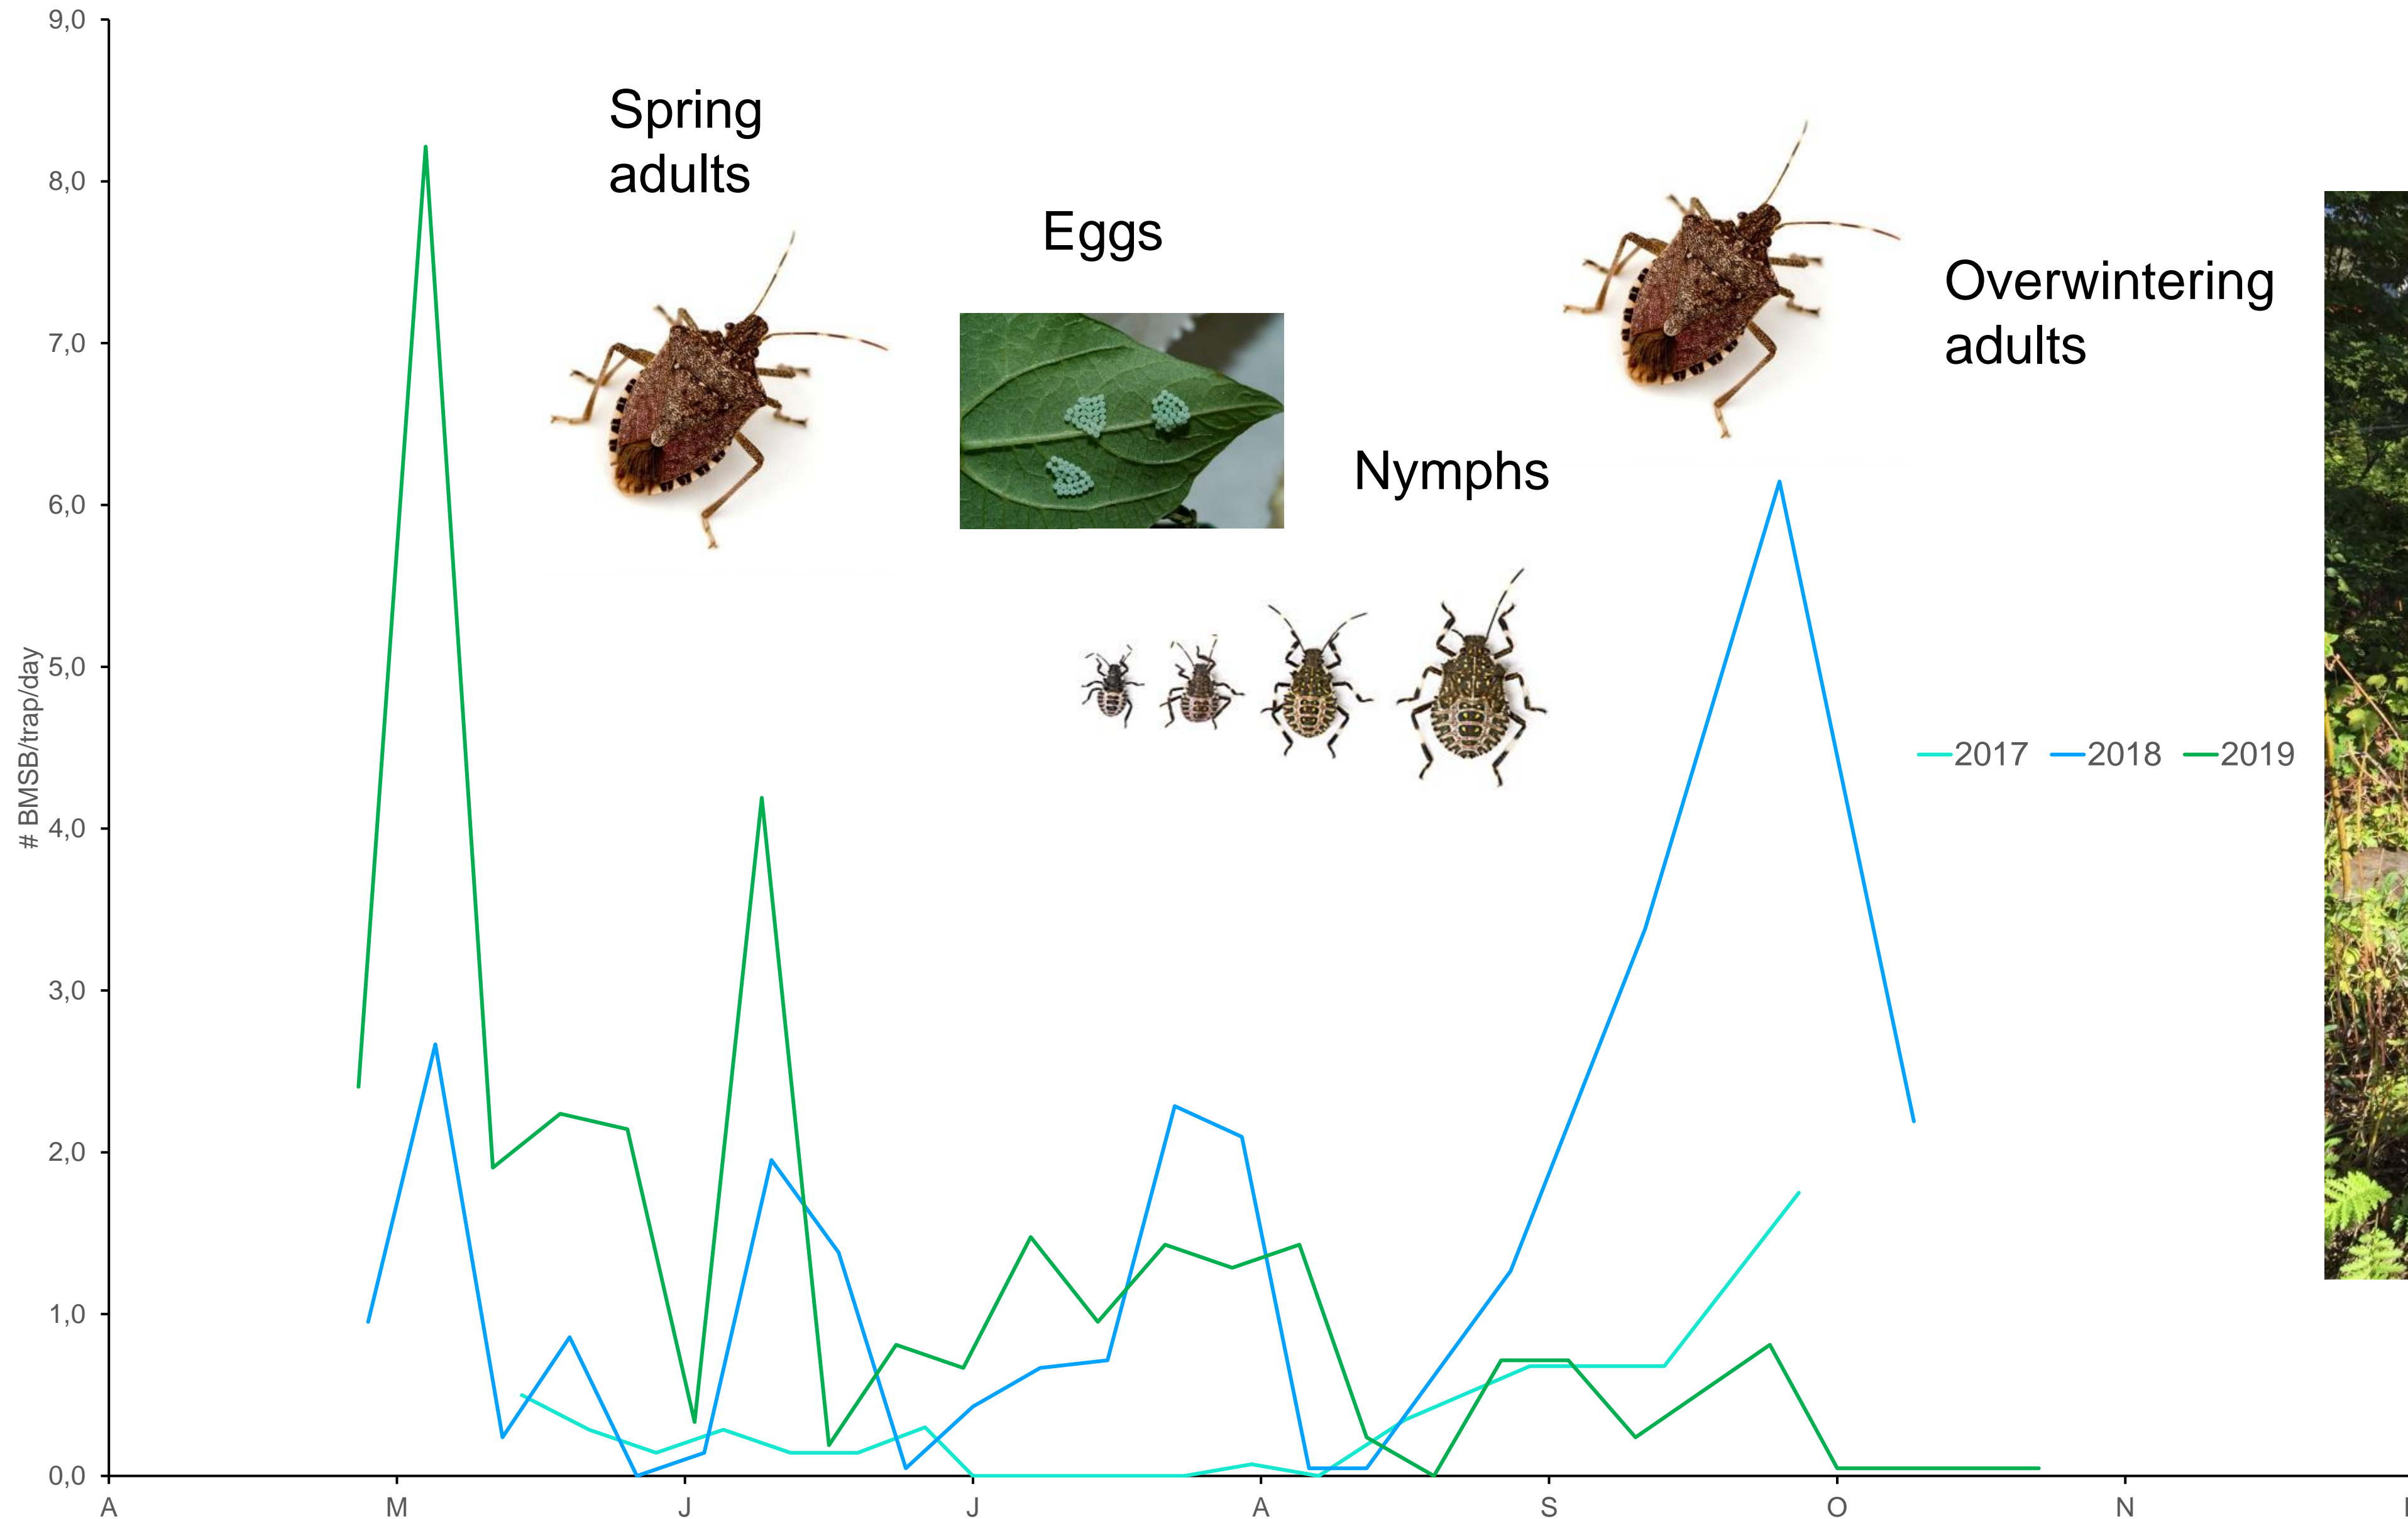 9,0
8,0
7,0
6,0
5,0
4,0
3,0
2,0
1,0
0,0
# BMSB/trap/day
Spring
adults
Eggs
Nymphs
Overwintering
adults
2017 2018 2019
A M J J A S O N